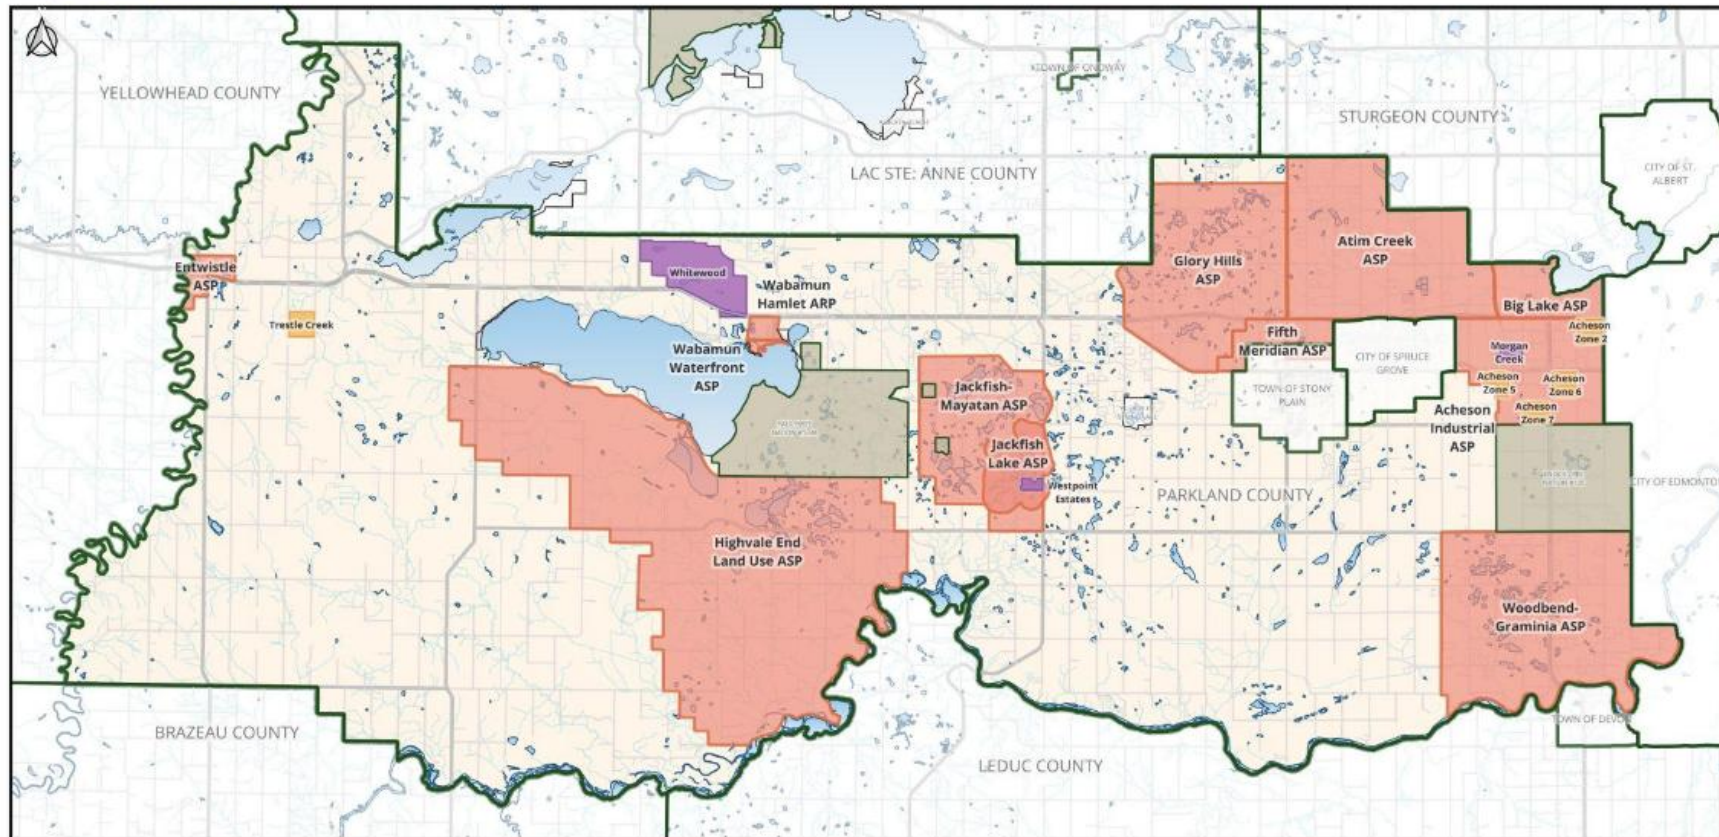 YELLOWHEAD COUNTY
TOWN OF ONOWAY
STURGEON COUNTY
LAC STE. ANNE COUNTY
CITY OF ST.
ALBERT
Entwistle
ASP
Trestle Creek
Whitewood
Wabamun
Hamlet ARP
Wabamun
Waterfront
ASP
Glory Hills
ASP
Atim Creek
ASP
Big Lake ASP
Acheson
Zone 2
Fifth
Meridian ASP
Morgan
Creek
CITY OF SPRUCE
GROVE
TOWN OF STONY
PLAIN
Acheson
Zone 5
Acheson
Zone 6
Acheson
Zone 7
Acheson
Industrial
ASP
Jackfish-
Mayatan ASP
Jackfish
Lake ASP
Westpoint
Estates
PARKLAND COUNTY
CITY OF EDMONTON
Highvale End
Land Use ASP
Woodbend-
Graminia ASP
TOWN OF DEVON
BRAZEAU COUNTY
LEDUC COUNTY